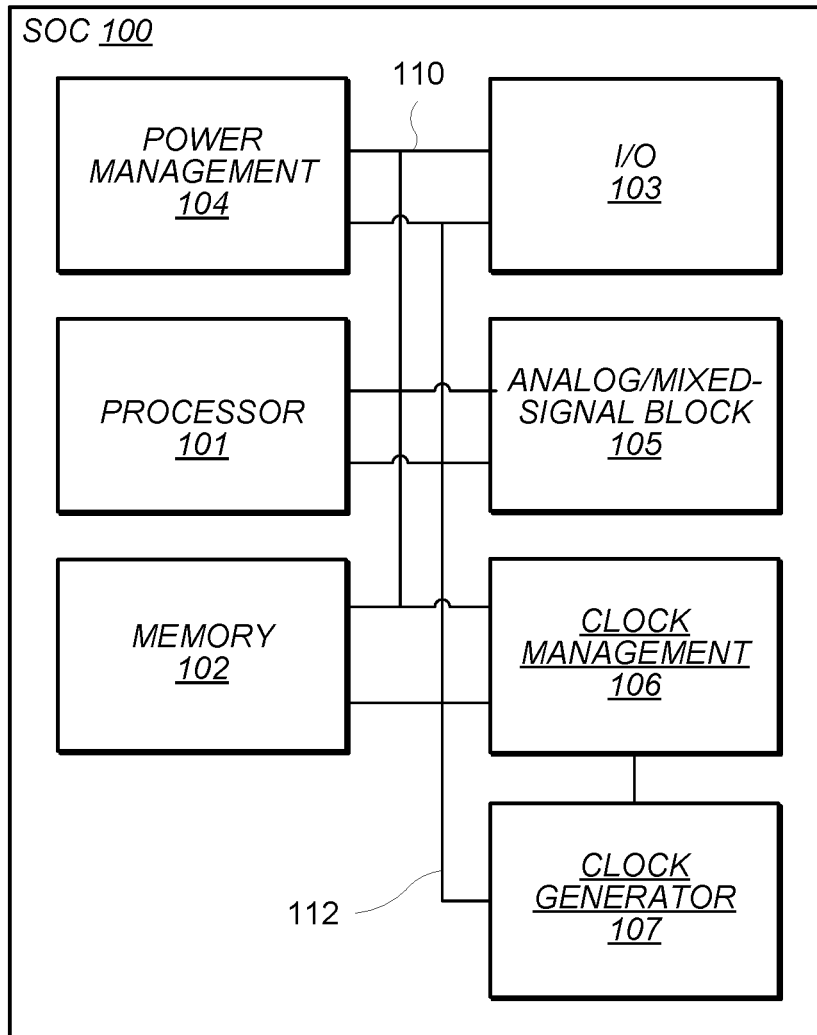 SOC 100
110
POWER
MANAGEMENT
104
I/O
103
PROCESSOR
101
ANALOG/MIXED-
SIGNAL BLOCK
105
MEMORY
102
CLOCK
MANAGEMENT
106
112
CLOCK
GENERATOR
107